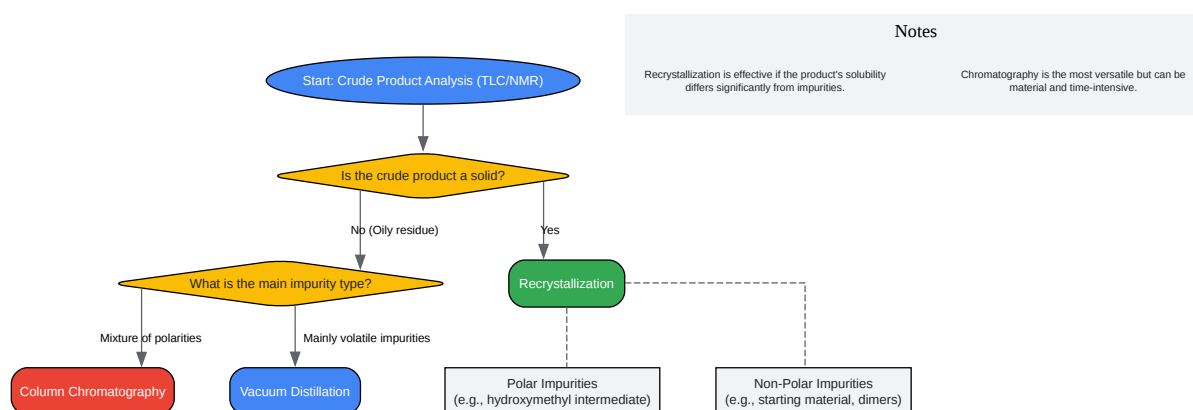 Notes
Recrystallization is effective if the product's solubility
differs significantly from impurities.
Chromatography is the most versatile but can be
material and time-intensive.
Start: Crude Product Analysis (TLC/NMR)
Is the crude product a solid?
No (Oily residue)
Yes
What is the main impurity type?
Recrystallization
Mixture of polarities
Mainly volatile impurities
Column Chromatography
Vacuum Distillation
Polar Impurities
(e.g., hydroxymethyl intermediate)
Non-Polar Impurities
(e.g., starting material, dimers)